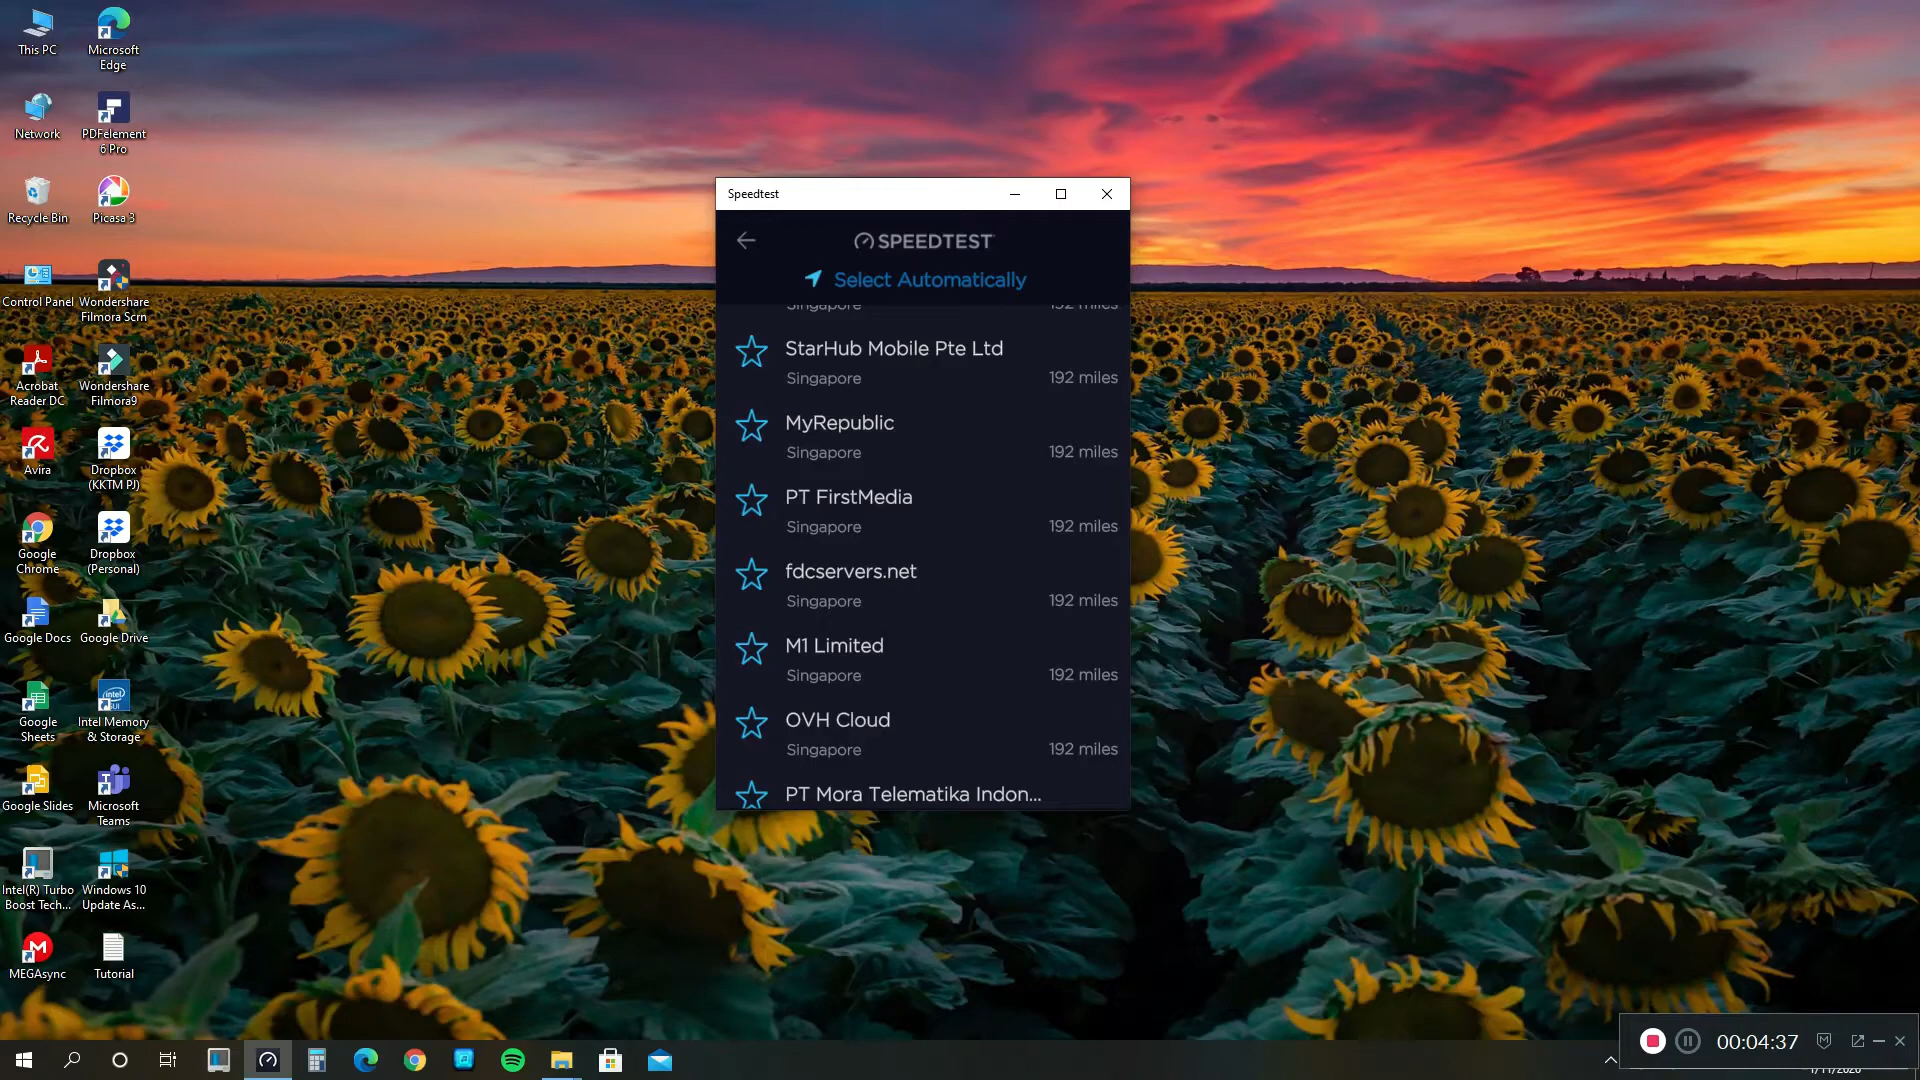 This PC
Microsoft
Edge
Network
PDFelement
6 Pro
Recycle Bin
Picasa 3
Control Panel
Wondershare
Filmora Scrn
Acrobat
Reader DC
Wondershare
Filmora9
Avira
Dropbox
(KKTM PJ)
Google
Chrome
Dropbox
(Personal)
Google Docs
Google Drive
Google
Sheets
Intel Memory
& Storage
Google Slides
Microsoft
Teams
Intel(R) Turbo
Boost Tech...
Windows 10
Update As...
MEGAsync
Tutorial
Speedtest
SPEEDTEST
Select Automatically
Singapore 192 miles
StarHub Mobile Pte Ltd
Singapore 192 miles
MyRepublic
Singapore 192 miles
PT FirstMedia
Singapore 192 miles
fdcservers.net
Singapore 192 miles
M1 Limited
Singapore 192 miles
OVH Cloud
Singapore 192 miles
PT Mora Telematika Indon...
00:04:37